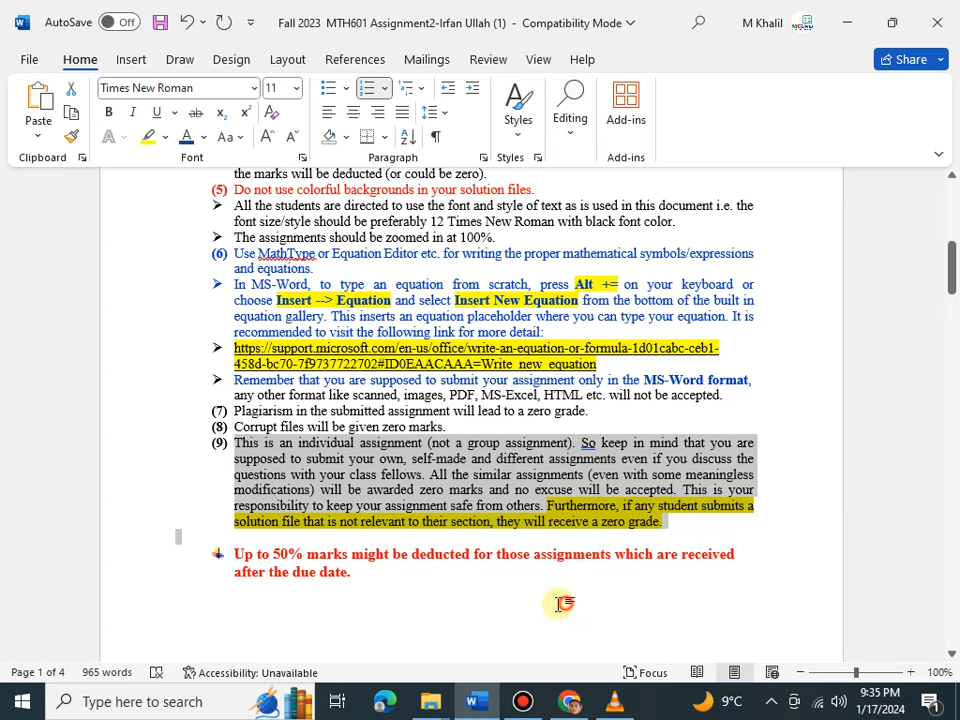 AutoSave Off Fall 2023 MTH601 Assignment2-Irfan Ullah (1) - Compatibility Mode M Khalil
File Home Insert Draw Design Layout References Mailings Review View Help Share
Times New Roman 11
Paste Styles Editing Add-ins
Clipboard Font Paragraph Styles Add-ins
the marks will be deducted (or could be zero).
(5) Do not use colorful backgrounds in your solution files.
All the students are directed to use the font and style of text as is used in this document i.e. the
font size/style should be preferably 12 Times New Roman with black font color.
The assignments should be zoomed in at 100%.
(6) Use MathType or Equation Editor etc. for writing the proper mathematical symbols/expressions
and equations.
In MS-Word, to type an equation from scratch, press Alt += on your keyboard or
choose Insert --> Equation and select Insert New Equation from the bottom of the built in
equation gallery. This inserts an equation placeholder where you can type your equation. It is
recommended to visit the following link for more detail:
https://support.microsoft.com/en-us/office/write-an-equation-or-formula-1d01cabc-ceb1-
458d-bc70-7f9737722702#ID0EAACAAA=Write_new_equation
Remember that you are supposed to submit your assignment only in the MS-Word format,
any other format like scanned, images, PDF, MS-Excel, HTML etc. will not be accepted.
(7) Plagiarism in the submitted assignment will lead to a zero grade.
(8) Corrupt files will be given zero marks.
(9) This is an individual assignment (not a group assignment). So keep in mind that you are
supposed to submit your own, self-made and different assignments even if you discuss the
questions with your class fellows. All the similar assignments (even with some meaningless
modifications) will be awarded zero marks and no excuse will be accepted. This is your
responsibility to keep your assignment safe from others. Furthermore, if any student submits a
solution file that is not relevant to their section, they will receive a zero grade.
Up to 50% marks might be deducted for those assignments which are received
after the due date.
Page 1 of 4 965 words Accessibility: Unavailable Focus 100%
Type here to search 9°C 9:35 PM
1/17/2024